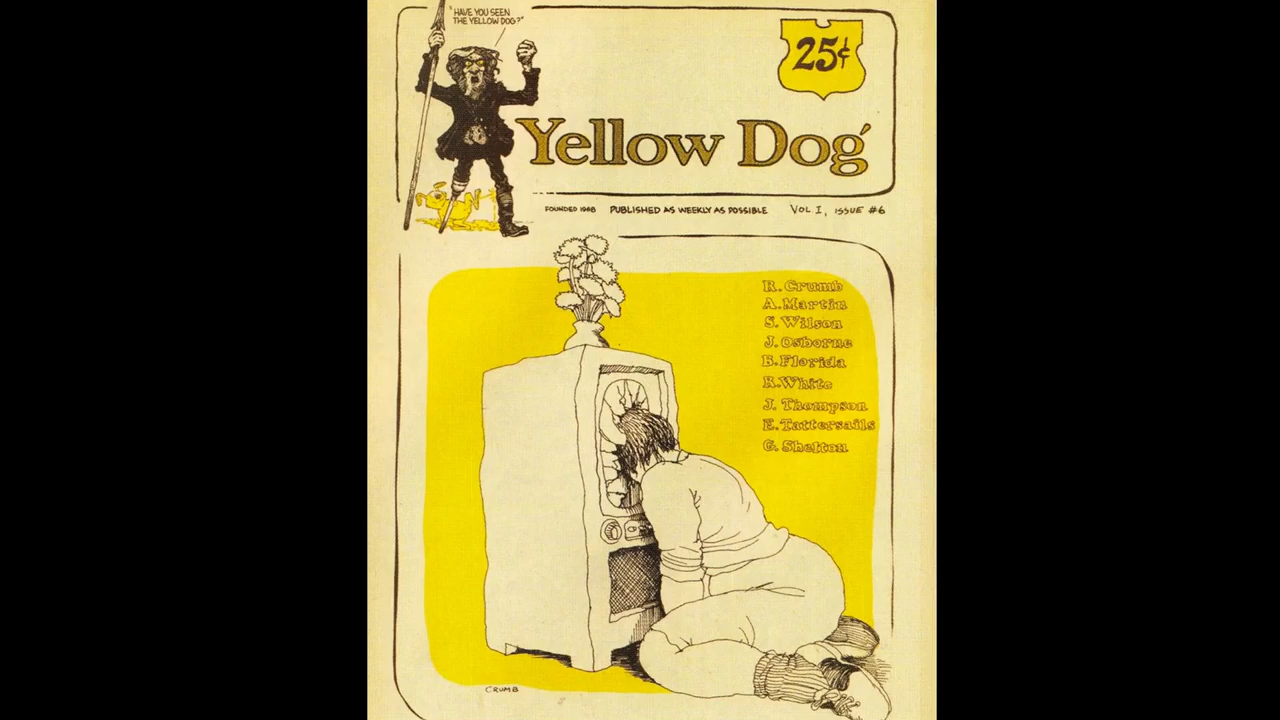 "HAVE YOU SEEN
THE YELLOW DOG?"
25¢
Yellow Dog
FOUNDED 1968 PUBLISHED AS WEEKLY AS POSSIBLE VOL I, ISSUE #6
R. Crumb
A. Martin
S. Wilson
J. Osborne
B. Florida
R. White
J. Thompson
E. Tattersails
G. Shelton
CRUMB